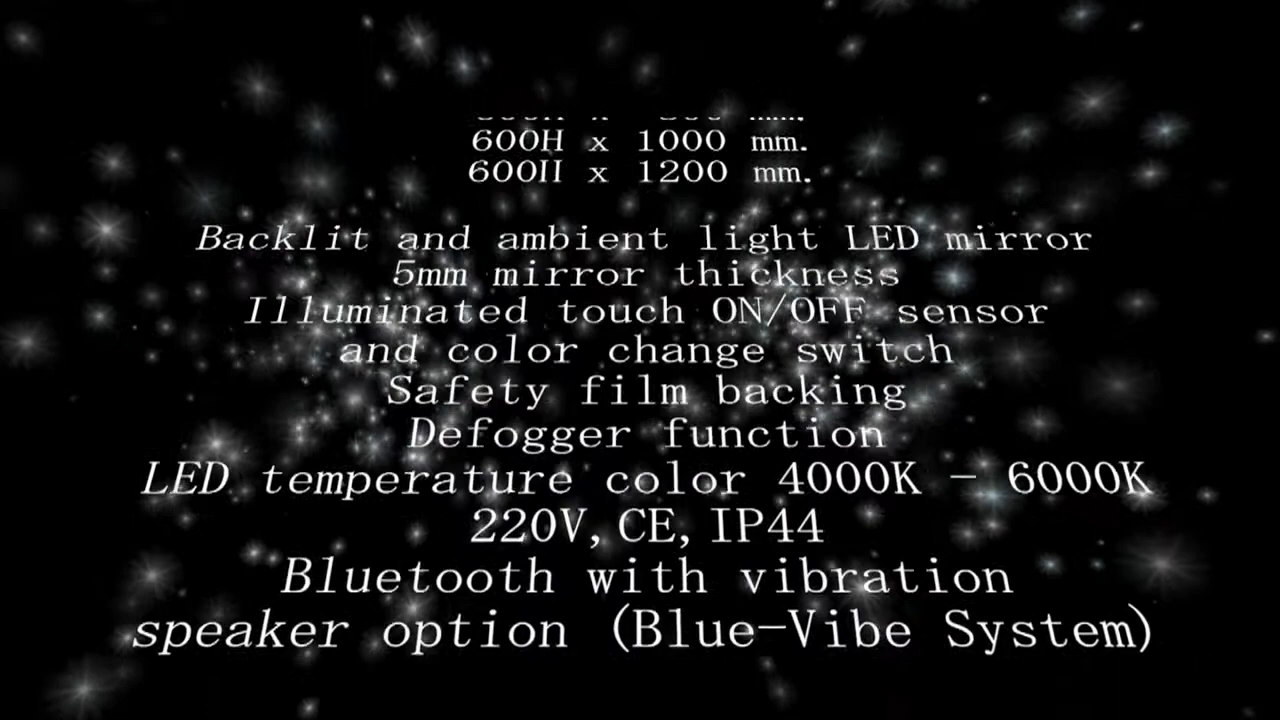 600H x 1000 mm.
600H x 1200 mm.
Backlit and ambient light LED mirror
5mm mirror thickness
Illuminated touch ON/OFF sensor
and color change switch
Safety film backing
Defogger function
LED temperature color 4000K - 6000K
220V, CE, IP44
Bluetooth with vibration
speaker option (Blue-Vibe System)